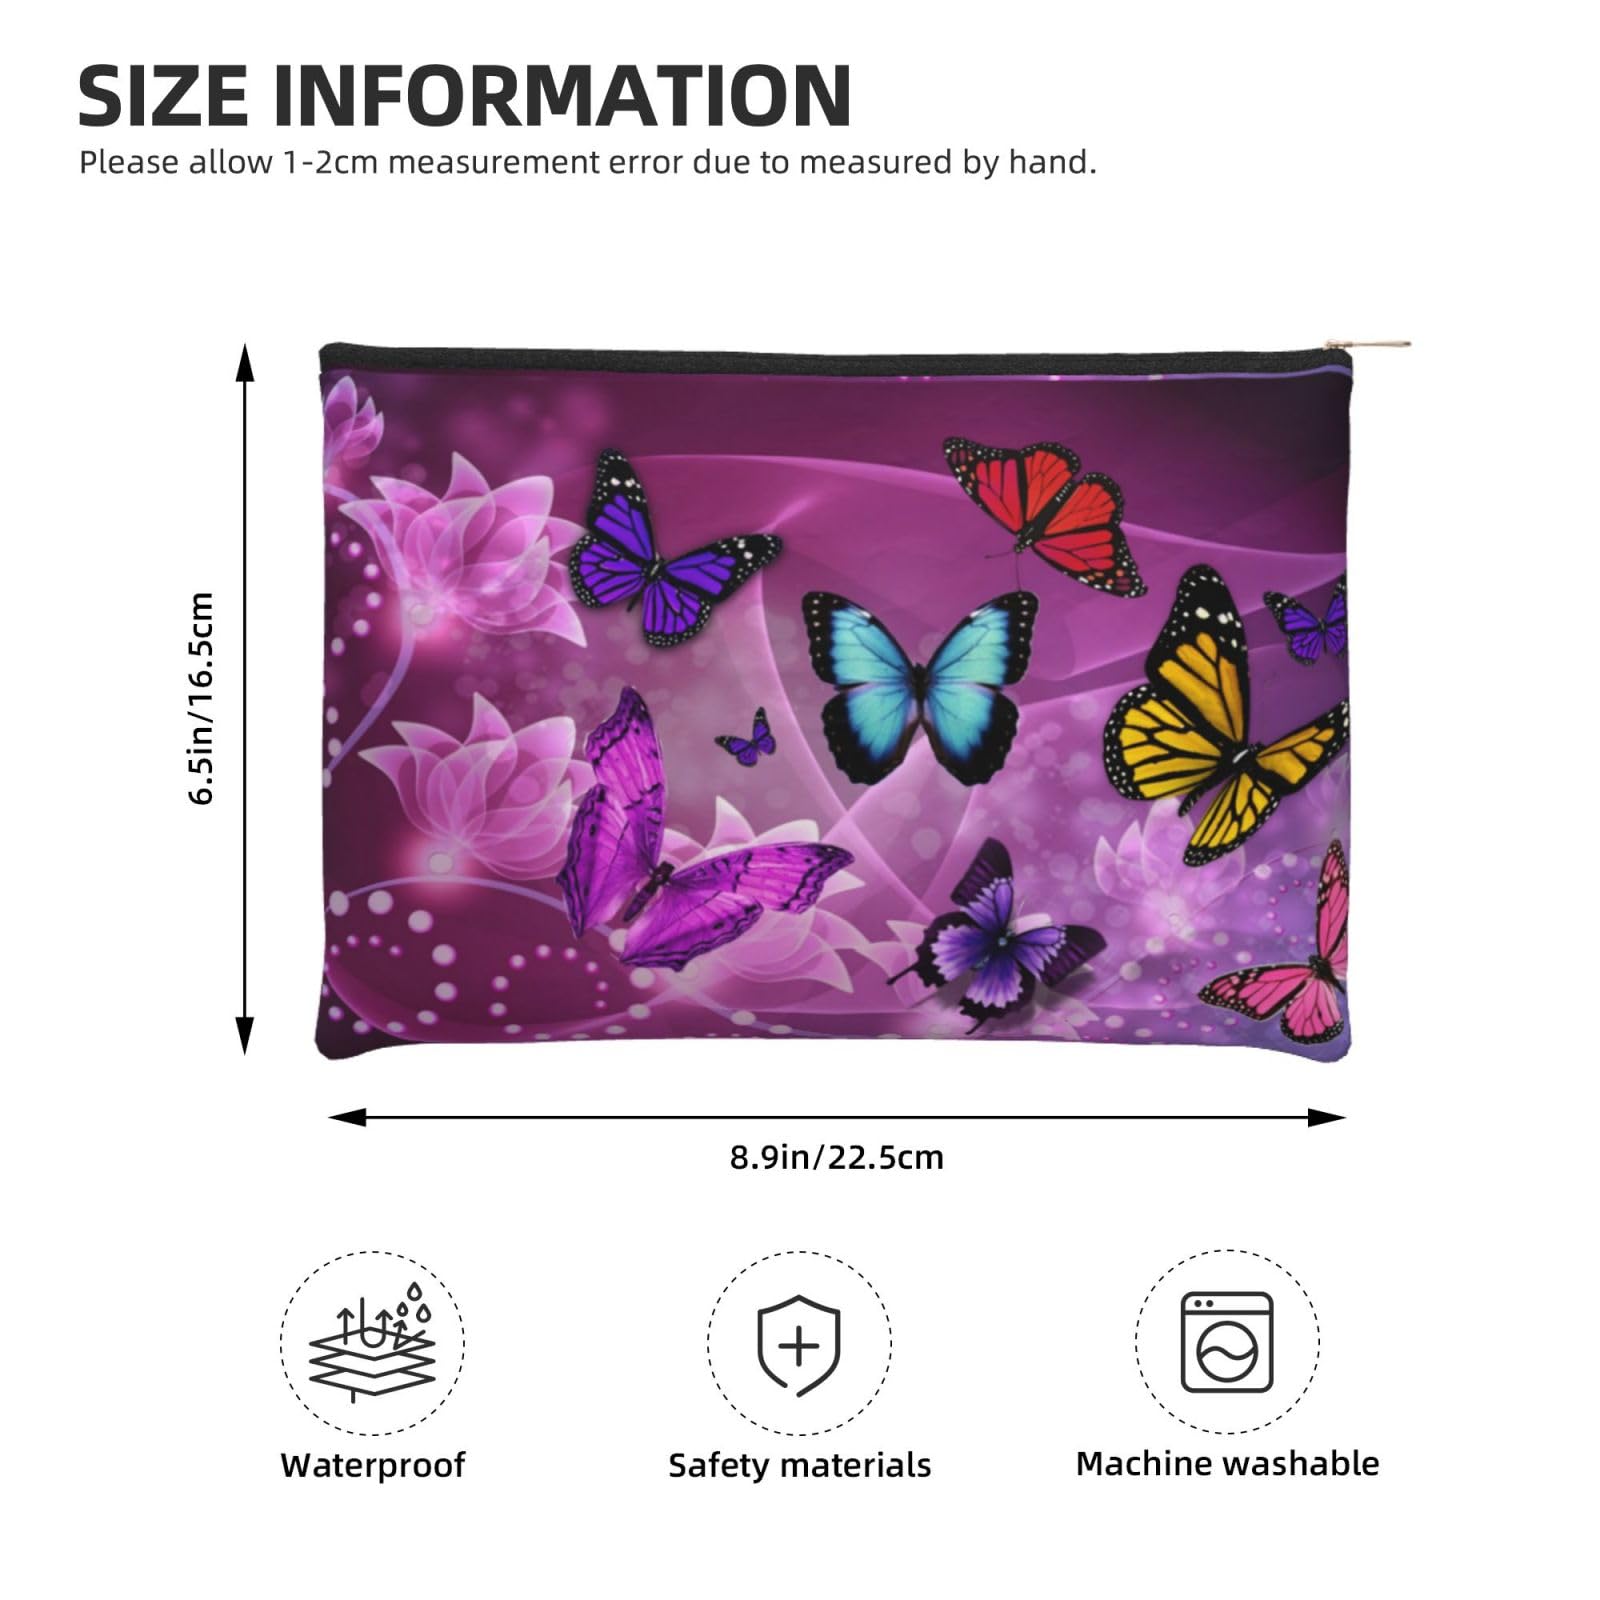 SIZE INFORMATION
Please allow 1-2cm measurement error due to measured by hand.
6.5in/16.5cm
8.9in/22.5cm
Waterproof
Safety materials
Machine washable